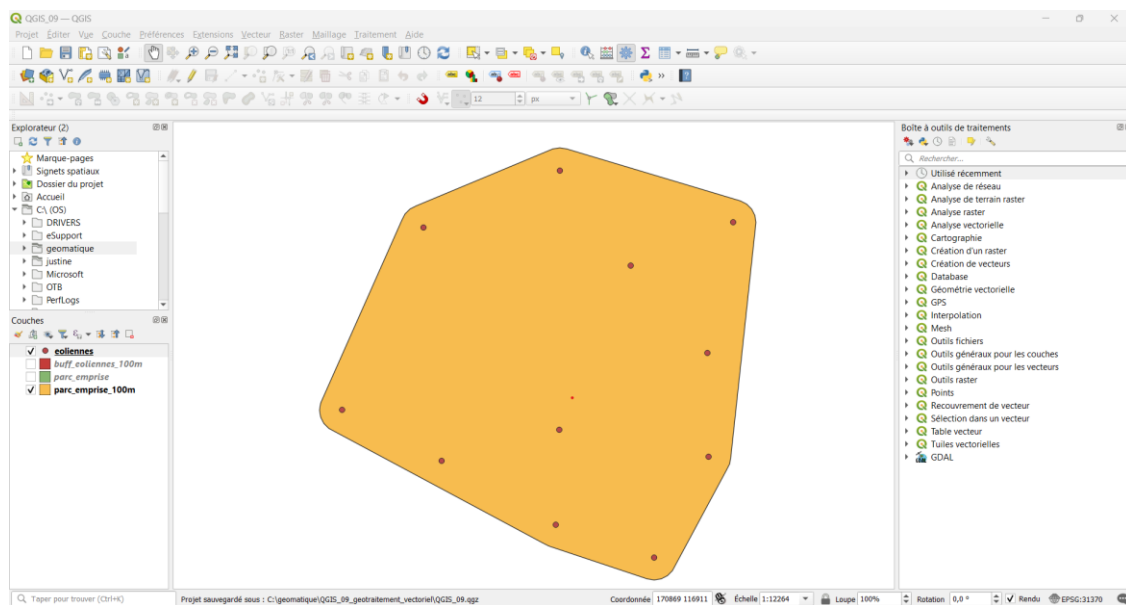 QGIS_09 — QGIS
Projet Éditer Vue Couche Préférences Extensions Vecteur Raster Maillage Traitement Aide
12 px
Explorateur (2)
Marque-pages
Signets spatiaux
Dossier du projet
Accueil
C:\ (OS)
DRIVERS
eSupport
geomatique
justine
Microsoft
OTB
PerfLogs
Couches
eoliennes
buff_eoliennes_100m
parc_emprise
parc_emprise_100m
Boîte à outils de traitements
Rechercher...
Utilisé récemment
Analyse de réseau
Analyse de terrain raster
Analyse raster
Analyse vectorielle
Cartographie
Création d'un raster
Création de vecteurs
Database
Géométrie vectorielle
GPS
Interpolation
Mesh
Outils fichiers
Outils généraux pour les couches
Outils généraux pour les vecteurs
Outils raster
Points
Recouvrement de vecteur
Sélection dans un vecteur
Table vecteur
Tuiles vectorielles
GDAL
Taper pour trouver (Ctrl+K) Projet sauvegardé sous : C:\geomatique\QGIS_09_geotraitement_vectoriel\QGIS_09.qgz Coordonnée 170869 116911 Échelle 1:12264 Loupe 100% Rotation 0,0 ° Rendu EPSG:31370